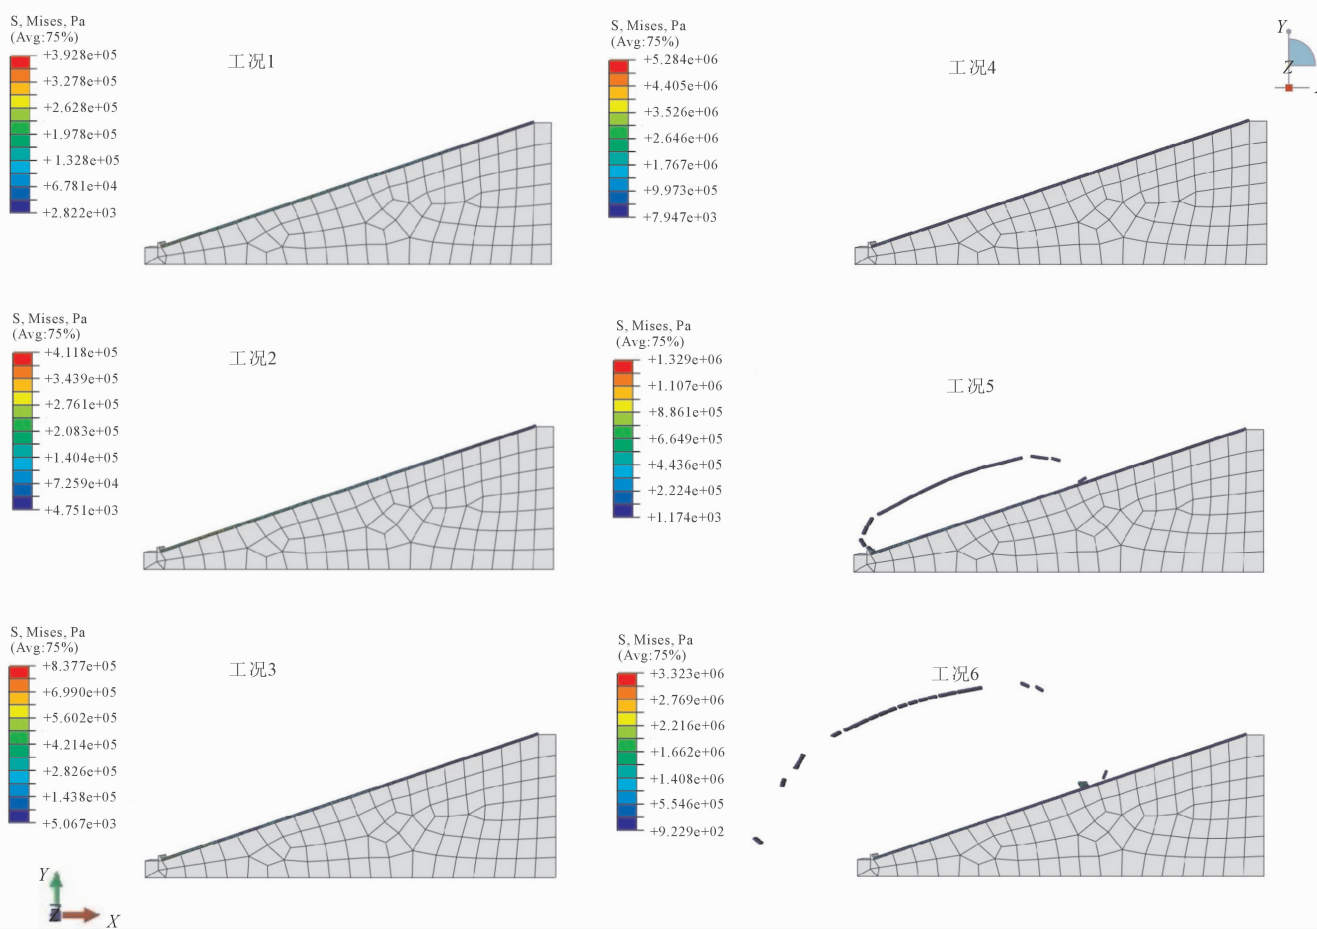 S, Mises, Pa
(Avg:75%)
+3.928e+05
+3.278e+05
+2.628e+05
+1.978e+05
+1.328e+05
+6.781e+04
+2.822e+03
工况1
S, Mises, Pa
(Avg:75%)
+4.118e+05
+3.439e+05
+2.761e+05
+2.083e+05
+1.404e+05
+7.259e+04
+4.751e+03
工况2
S, Mises, Pa
(Avg:75%)
+8.377e+05
+6.990e+05
+5.602e+05
+4.214e+05
+2.826e+05
+1.438e+05
+5.067e+03
工况3
Y
Z
X
S, Mises, Pa
(Avg:75%)
+5.284e+06
+4.405e+06
+3.526e+06
+2.646e+06
+1.767e+06
+9.973e+05
+7.947e+03
工况4
Y
Z
S, Mises, Pa
(Avg:75%)
+1.329e+06
+1.107e+06
+8.861e+05
+6.649e+05
+4.436e+05
+2.224e+05
+1.174e+03
工况5
S, Mises, Pa
(Avg:75%)
+3.323e+06
+2.769e+06
+2.216e+06
+1.662e+06
+1.408e+06
+5.546e+05
+9.229e+02
工况6